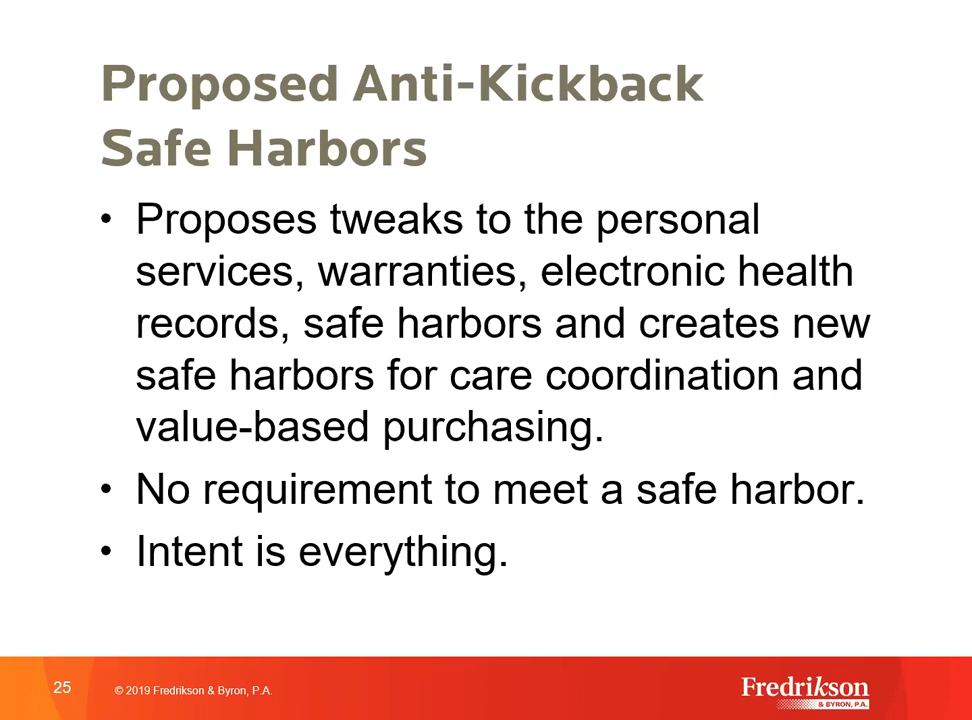 Proposed Anti-Kickback
Safe Harbors
• Proposes tweaks to the personal
services, warranties, electronic health
records, safe harbors and creates new
safe harbors for care coordination and
value-based purchasing.
• No requirement to meet a safe harbor.
• Intent is everything.
25
© 2019 Fredrikson & Byron, P.A.
Fredrikson
& BYRON, P.A.